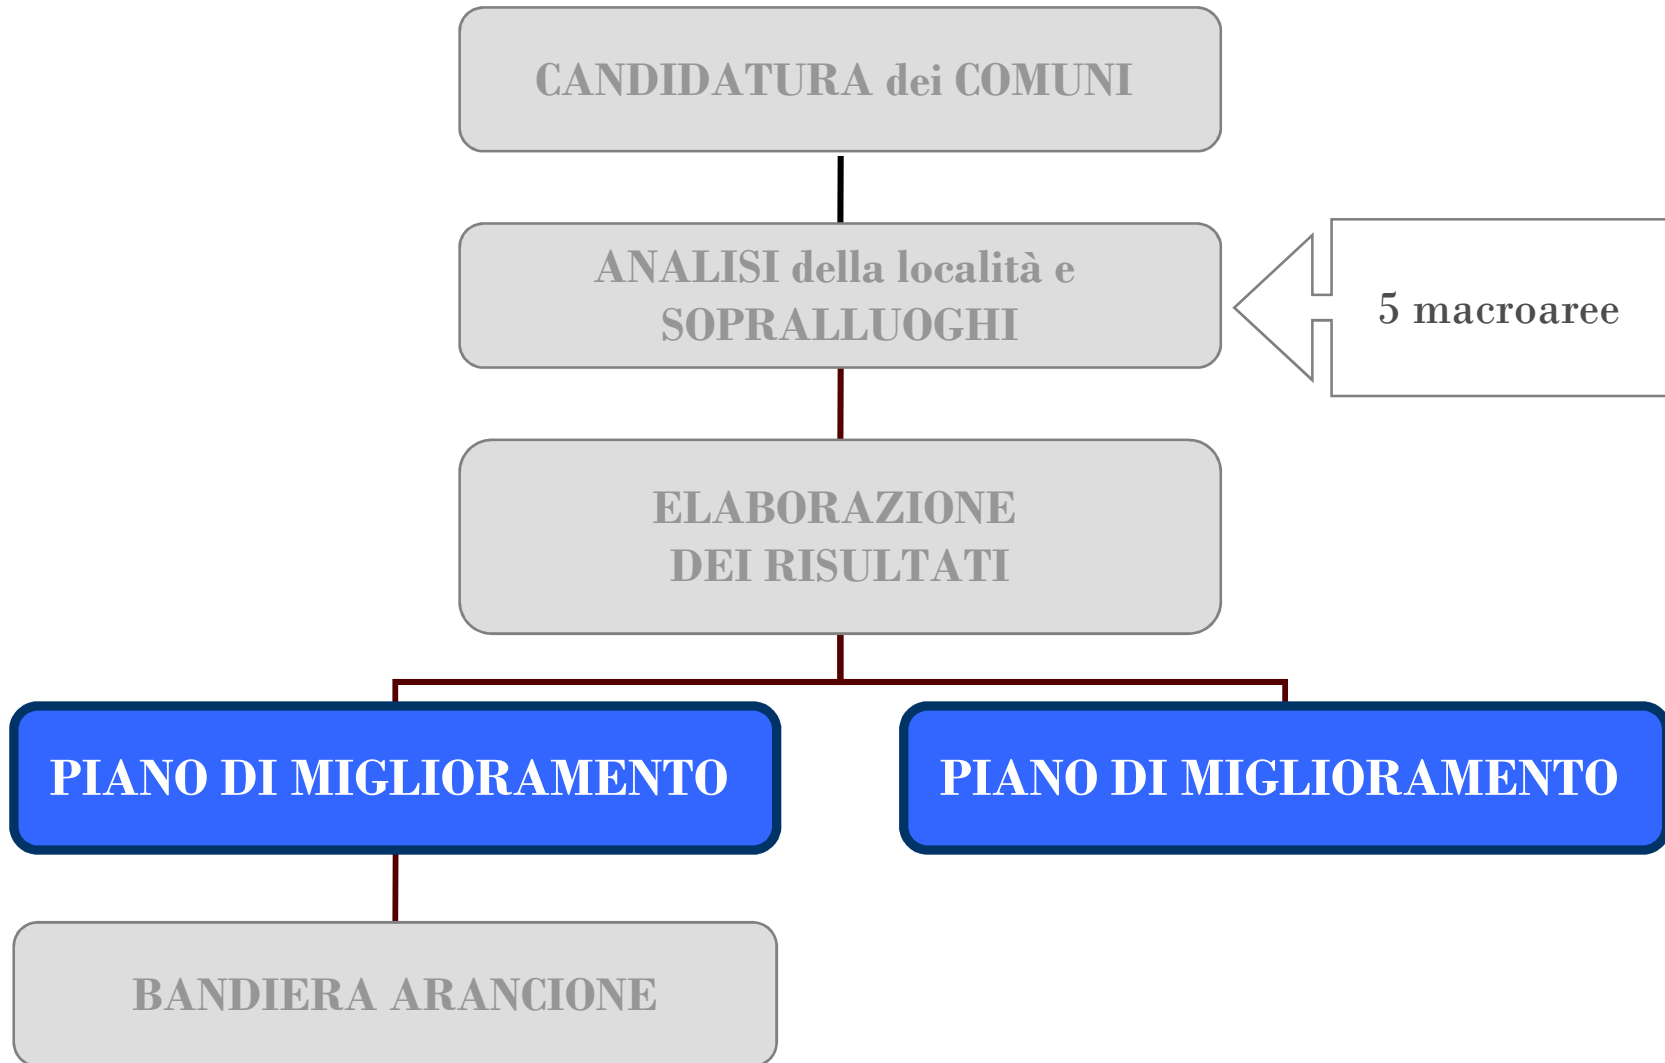 CANDIDATURA dei COMUNI
ANALISI della località e
SOPRALLUOGHI
5 macroaree
ELABORAZIONE
DEI RISULTATI
PIANO DI MIGLIORAMENTO
PIANO DI MIGLIORAMENTO
BANDIERA ARANCIONE